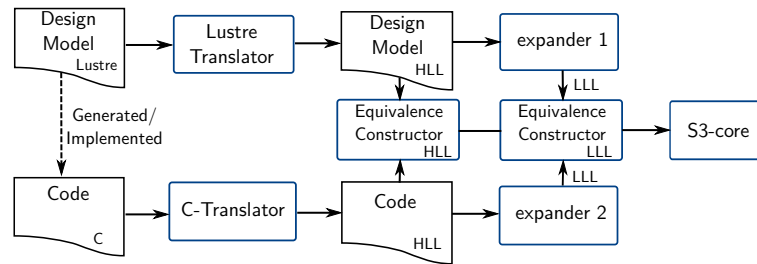 Design
Model
Lustre
Lustre
Translator
Design
Model
HLL
expander 1
LLL
Generated/
Implemented
Equivalence
Constructor
HLL
Equivalence
Constructor
LLL
S3-core
LLL
Code
C
C-Translator
Code
HLL
expander 2